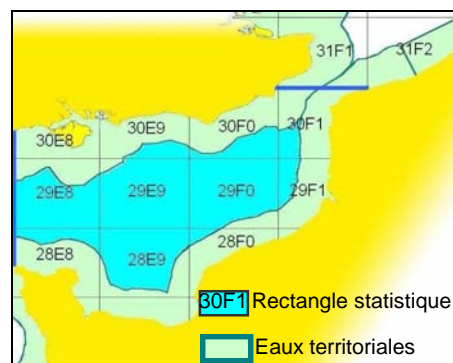 31F1
31F2
30E8
30E9
30F0
30F1
29E8
29E9
29F0
29F1
28E8
28E9
28F0
30F1 Rectangle statistique
Eaux territoriales